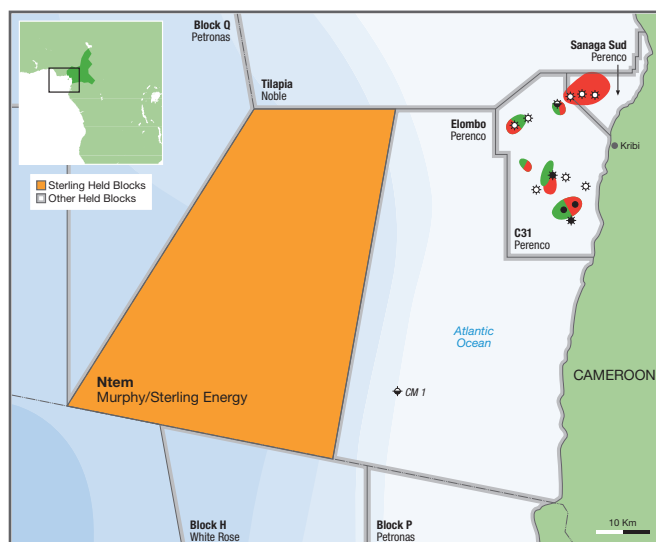 Block Q
Petronas
Sanaga Sud
Perenco
Tilapia
Noble
Elombo
Perenco
Kribi
Sterling Held Blocks
Other Held Blocks
C31
Perenco
Atlantic
Ocean
CAMEROON
Ntem
Murphy/Sterling Energy
CM 1
Block H
White Rose
Block P
Petronas
10 Km